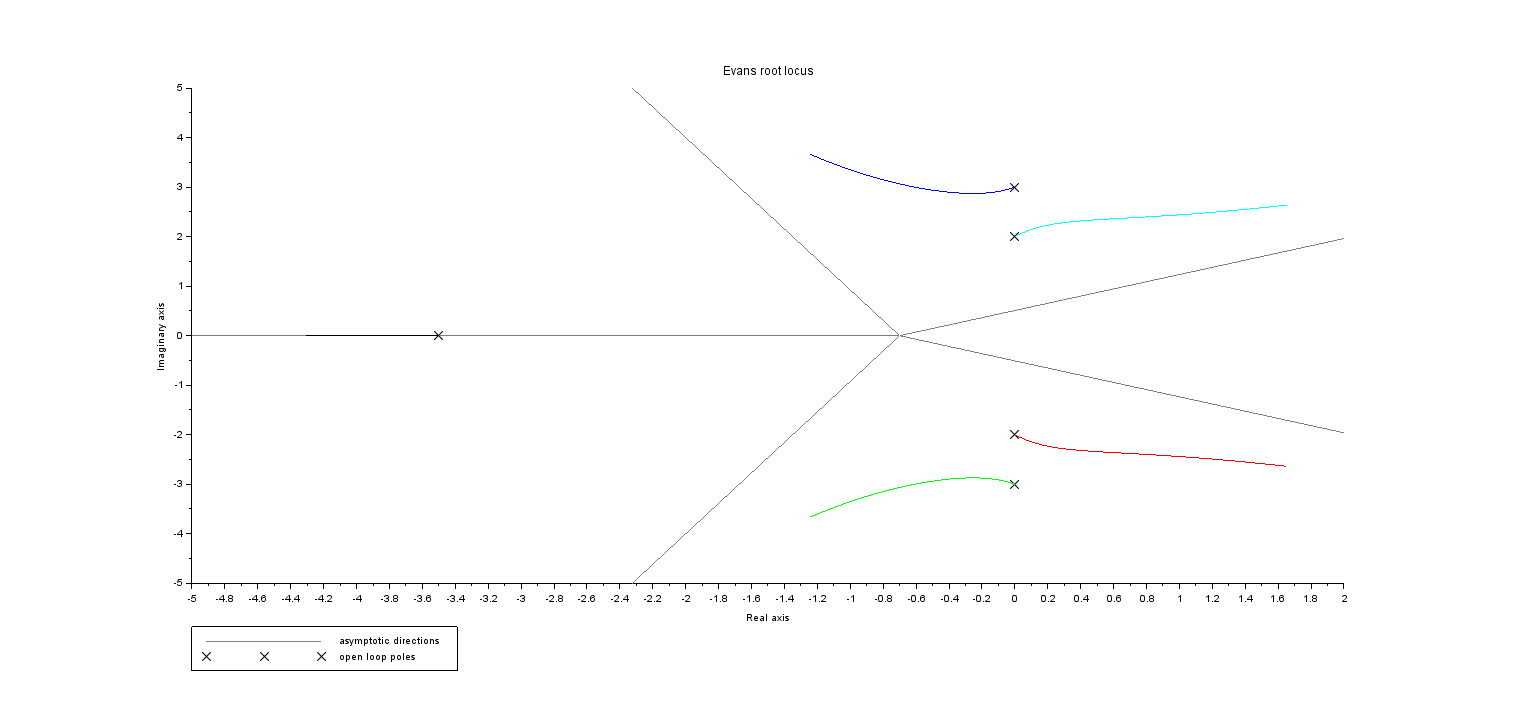 Evans root locus
5
4
3
2
1
0
-1
-2
-3
-4
-5
Imaginary axis
-5 -4.8 -4.6 -4.4 -4.2 -4 -3.8 -3.6 -3.4 -3.2 -3 -2.8 -2.6 -2.4 -2.2 -2 -1.8 -1.6 -1.4 -1.2 -1 -0.8 -0.6 -0.4 -0.2 0 0.2 0.4 0.6 0.8 1 1.2 1.4 1.6 1.8 2
Real axis
asymptotic directions
open loop poles